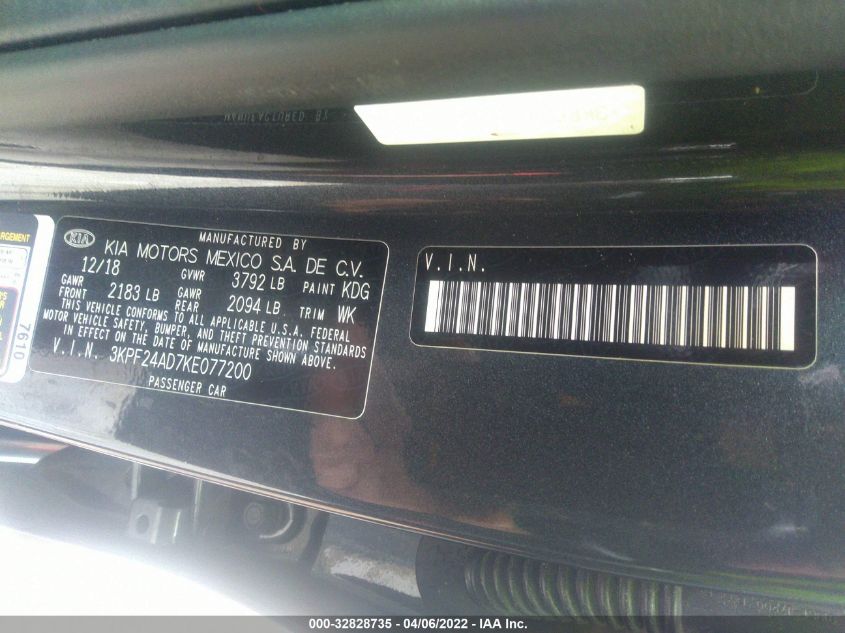 MANUFACTURED BY
ARGEMENT
MANUFACTURED BY
KIA KIA MOTORS MEXICO S.A. DE C.V.
12/18 GVWR 3792 LB PAINT KDG
GAWR FRONT 2183 LB GAWR REAR 2094 LB TRIM WK
THIS VEHICLE CONFORMS TO ALL APPLICABLE U.S.A. FEDERAL
MOTOR VEHICLE SAFETY, BUMPER, AND THEFT PREVENTION STANDARDS
IN EFFECT ON THE DATE OF MANUFACTURE SHOWN ABOVE.
V.I.N. 3KPF24AD7KE077200
PASSENGER CAR
7610
V.I.N.
000-32828735 - 04/06/2022 - IAA Inc.